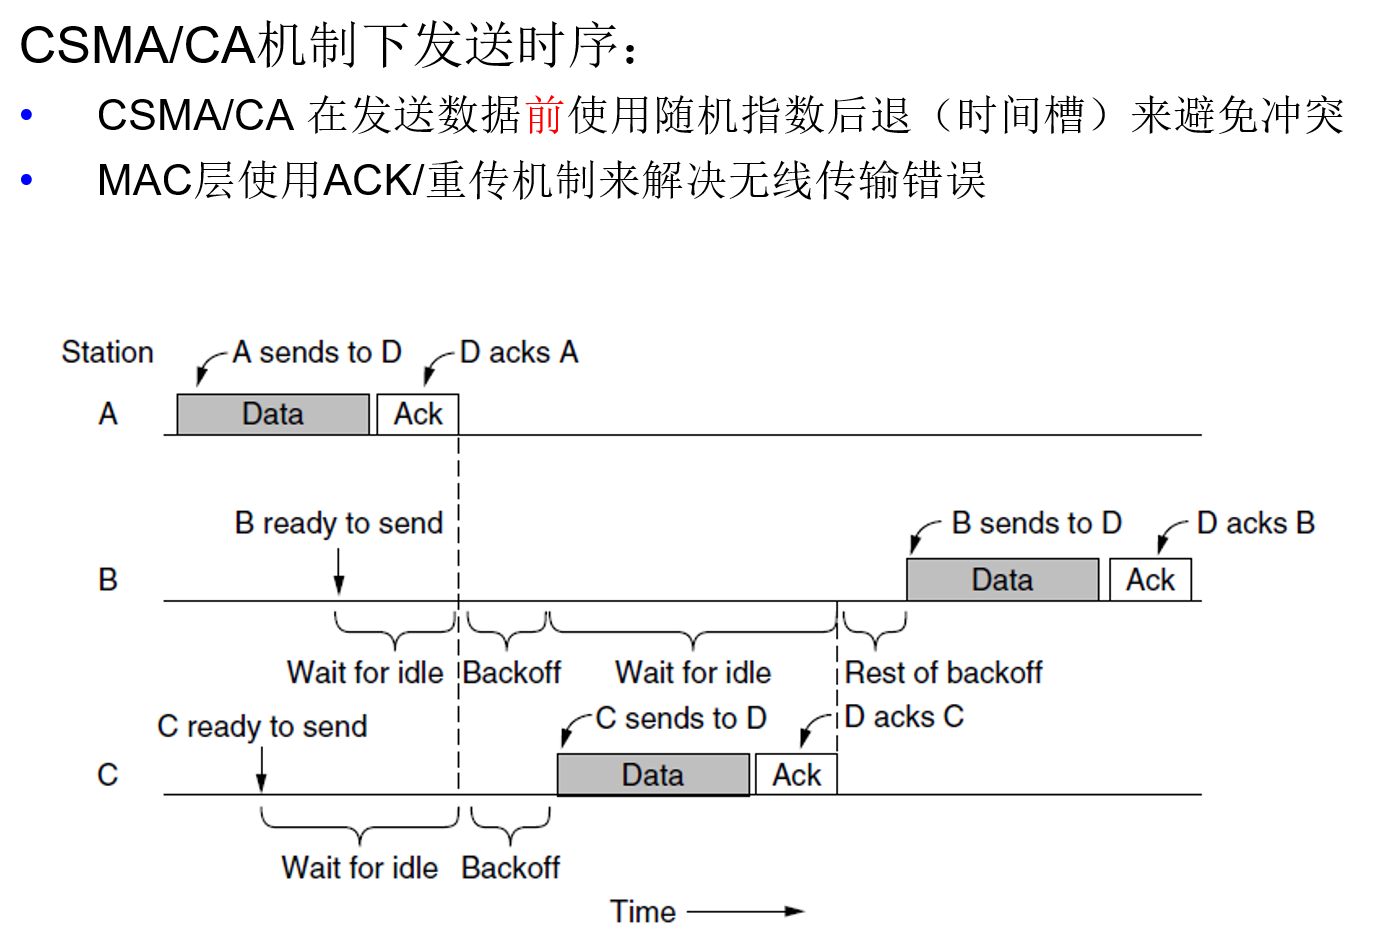 CSMA/CA机制下发送时序：
• CSMA/CA 在发送数据前使用随机指数后退（时间槽）来避免冲突
• MAC层使用ACK/重传机制来解决无线传输错误
Station
A sends to D
D acks A
A
Data
Ack
B ready to send
B sends to D
D acks B
B
Data
Ack
Wait for idle
Backoff
Wait for idle
Rest of backoff
C ready to send
C sends to D
D acks C
C
Data
Ack
Wait for idle
Backoff
Time